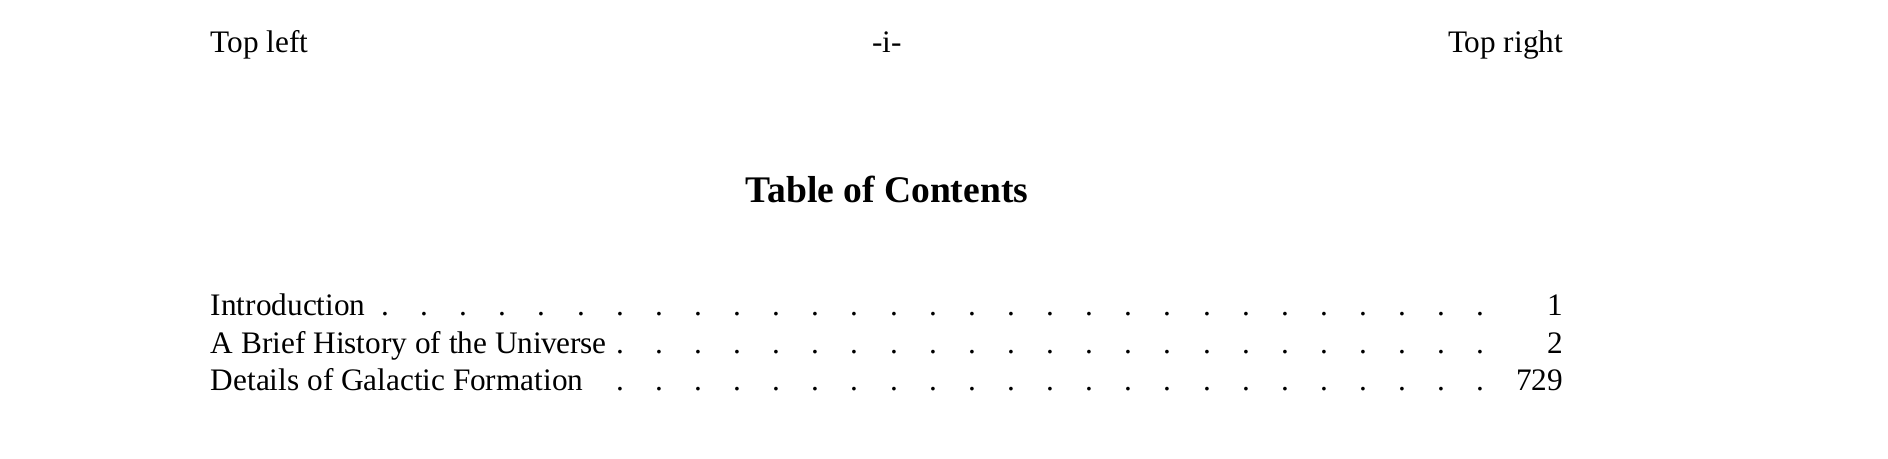 Top left -i- Top right
Table of Contents
Introduction . . . . . . . . . . . . . . . . . . . . . . . . . . . . . 1
A Brief History of the Universe . . . . . . . . . . . . . . . . . . . . . . . 2
Details of Galactic Formation . . . . . . . . . . . . . . . . . . . . . . . 729